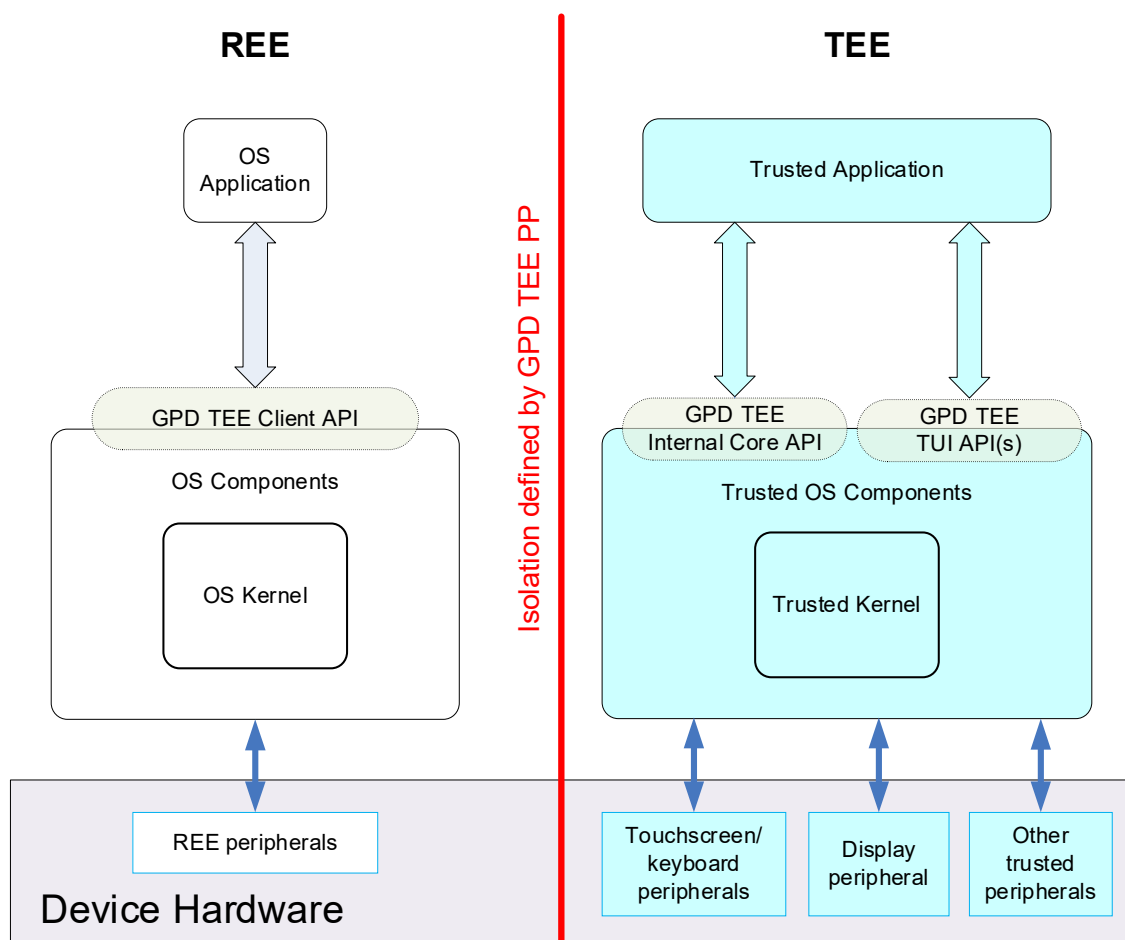 REE
OS
Application
GPD TEE Client API
OS Components
OS Kernel
REE peripherals
Device Hardware
Isolation defined by GPD TEE PP
TEE
Trusted Application
GPD TEE
Internal Core API
GPD TEE
TUI API(s)
Trusted OS Components
Trusted Kernel
Touchscreen/
keyboard
peripherals
Display
peripheral
Other
trusted
peripherals